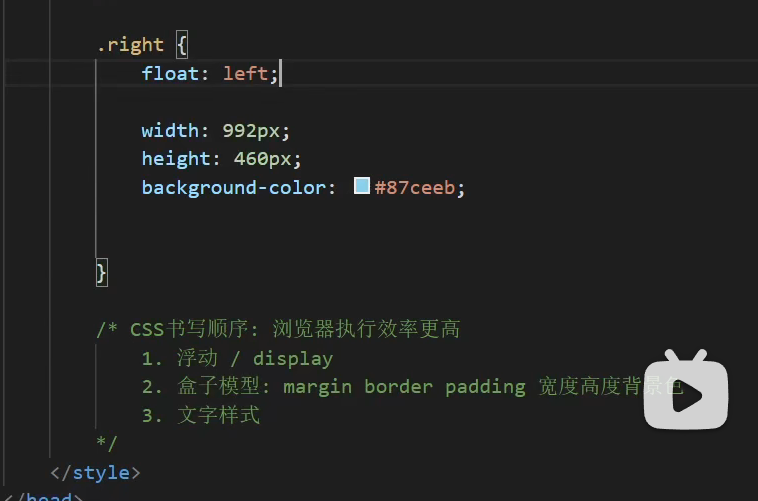 .right {
float: left;
width: 992px;
height: 460px;
background-color: #87ceeb;
}
/* CSS书写顺序: 浏览器执行效率更高
1. 浮动 / display
2. 盒子模型: margin border padding 宽度高度背景色
3. 文字样式
*/
</style>
</head>